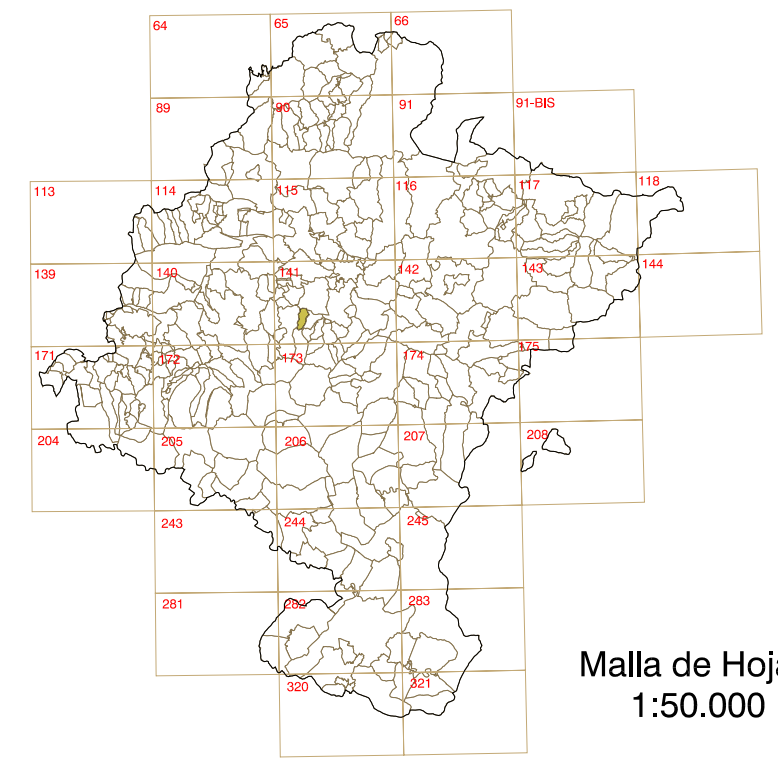 64 65 66
89 90 91 91-BIS
113 114 115 116 117 118
139 140 141 142 143 144
171 172 173 174 175
204 205 206 207 208
243 244 245
281 282 283
320 321
Malla de Hoja
1:50.000